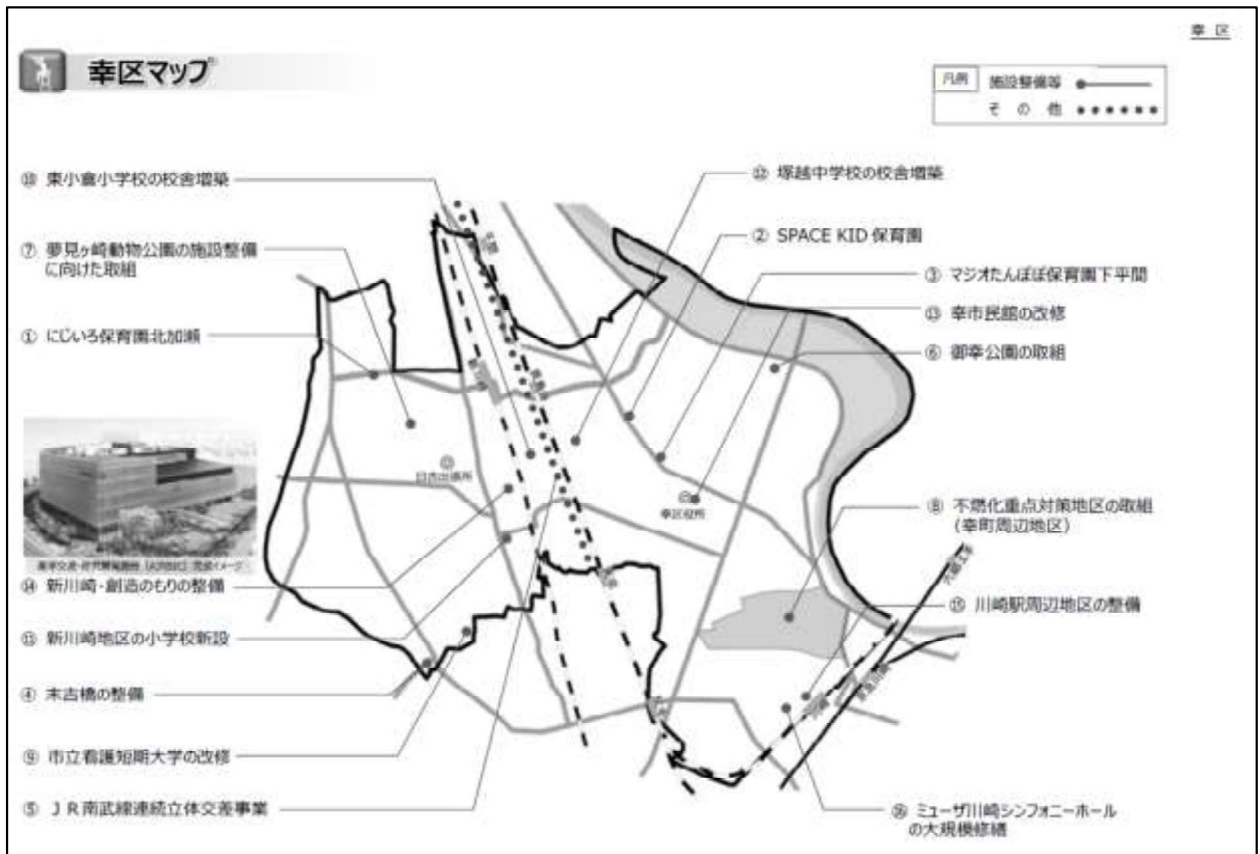 幸 区
幸区マップ
凡例 施設整備等
そ の 他
⑩ 東小倉小学校の校舎増築
⑫ 塚越中学校の校舎増築
⑦ 夢見ヶ崎動物公園の施設整備
に向けた取組
② SPACE KID 保育園
③ マジオたんぽぽ保育園下平間
⑬ 幸市民館の改修
① にじいろ保育園北加瀬
⑥ 御幸公園の取組
日吉出張所
幸区役所
⑧ 不燃化重点対策地区の取組
(幸町周辺地区)
⑭ 新川崎・創造のもりの整備
⑮ 川崎駅周辺地区の整備
新川崎地区の小学校新設
④ 末吉橋の整備
⑨ 市立看護短期大学の改修
⑤ JR南武線連続立体交差事業
⑯ ミューザ川崎シンフォニーホール
の大規模修繕